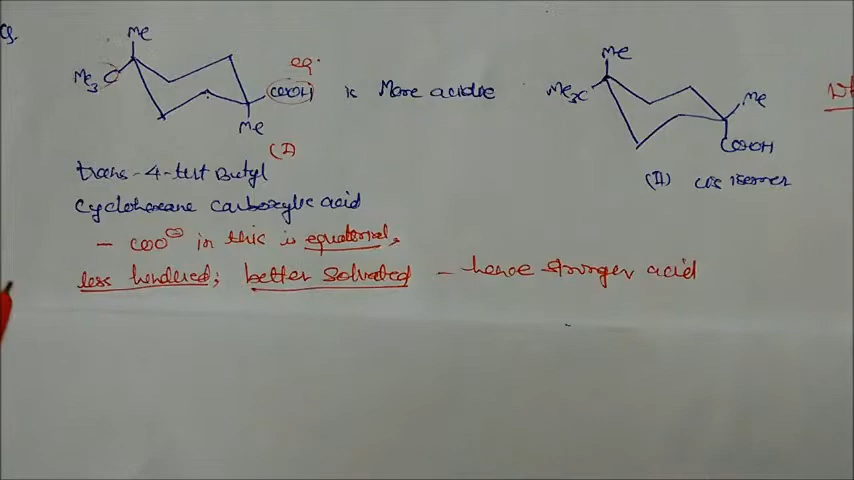 Q.
Me
Me3C
eq.
COOH
Me
(I)
is More acidic
Me
Me3C
Me
COOH
(II) cis isomer
trans-4-tert Butyl
cyclohexane carboxylic acid
- COO⊖ in this is equatorial,
less hindered; better solvated - hence stronger acid